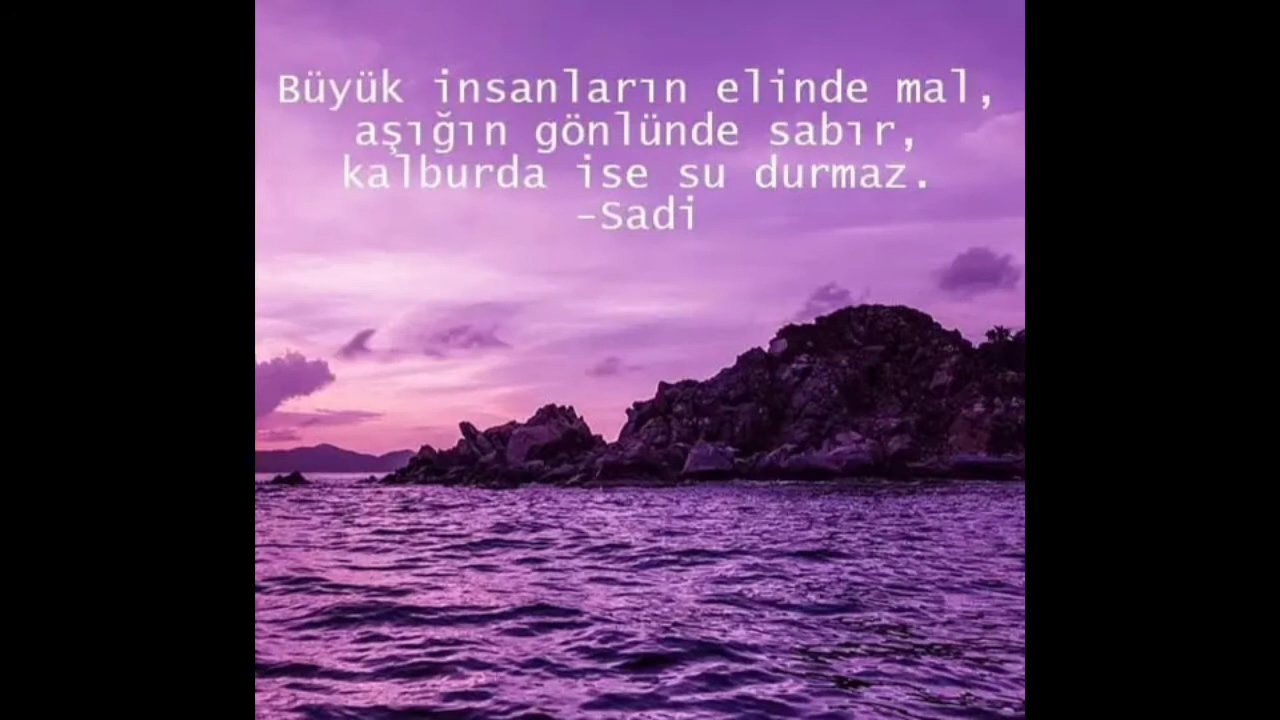 Büyük insanların elinde mal,
aşığın gönlünde sabır,
kalburda ise su durmaz.
-Sadi